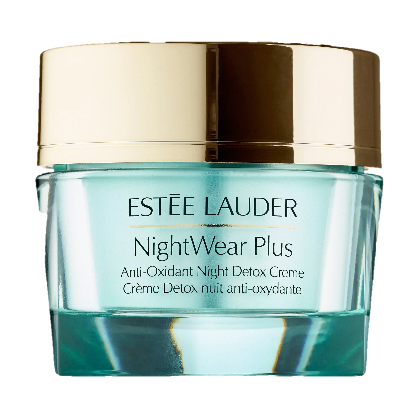 ESTĒE LAUDER
NightWear Plus
Anti-Oxidant Night Detox Creme
Crème Detox nuit anti-oxydante